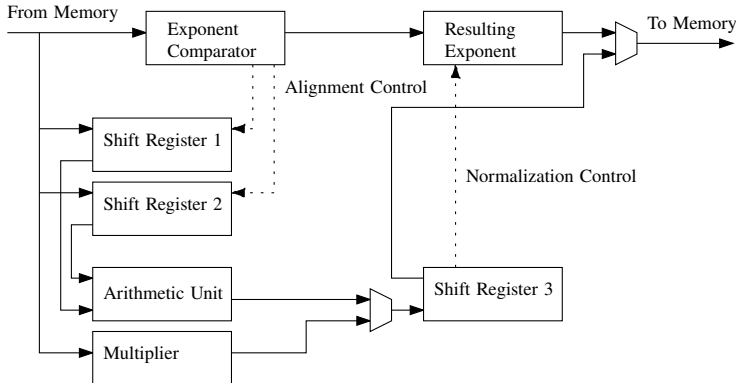 From Memory
Exponent
Comparator
Resulting
Exponent
To Memory
Alignment Control
Shift Register 1
Shift Register 2
Normalization Control
Arithmetic Unit
Shift Register 3
Multiplier